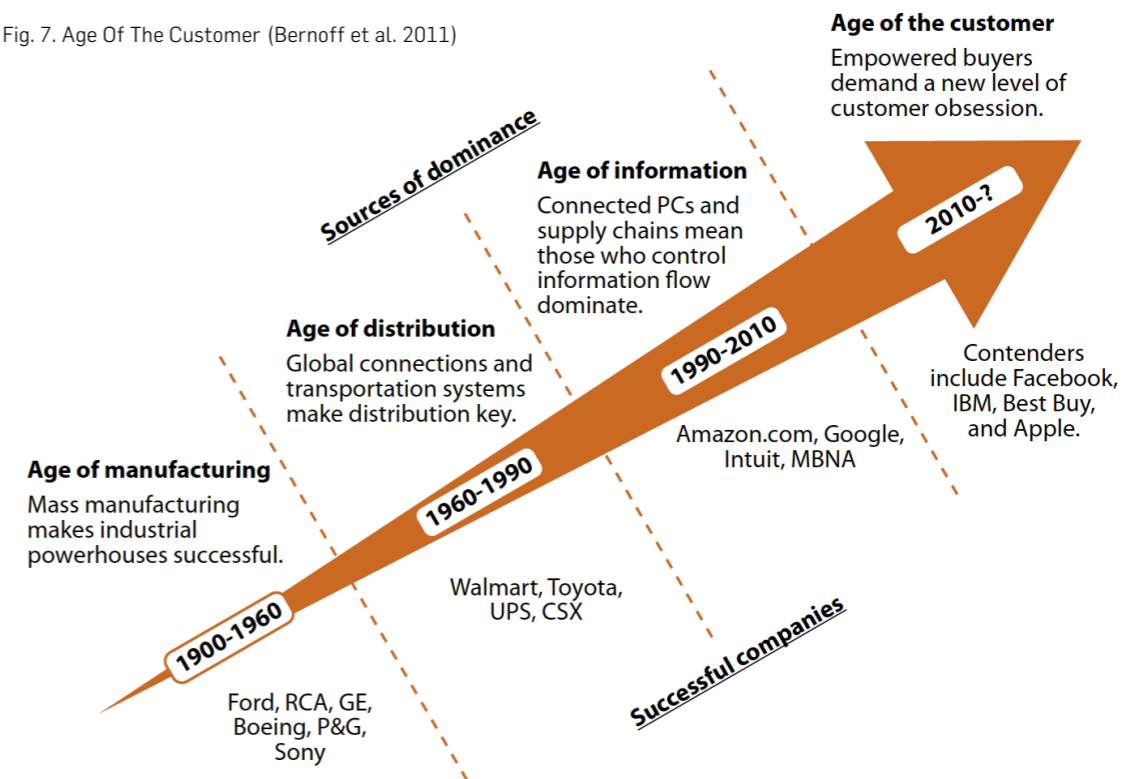 Fig. 7. Age Of The Customer (Bernoff et al. 2011)
Age of the customer
Empowered buyers
demand a new level of
customer obsession.
Sources of dominance
Age of information
Connected PCs and
supply chains mean
those who control
information flow
dominate.
2010-?
Age of distribution
Global connections and
transportation systems
make distribution key.
1990-2010
Contenders
include Facebook,
IBM, Best Buy,
and Apple.
Amazon.com, Google,
Intuit, MBNA
Age of manufacturing
Mass manufacturing
makes industrial
powerhouses successful.
1960-1990
Walmart, Toyota,
UPS, CSX
Successful companies
1900-1960
Ford, RCA, GE,
Boeing, P&G,
Sony